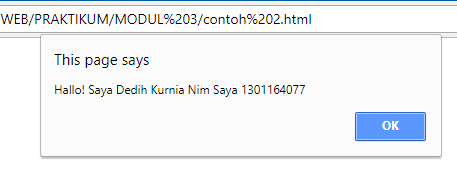 WEB/PRAKTIKUM/MODUL%203/contoh%202.html
This page says
Hallo! Saya Dedih Kurnia Nim Saya 1301164077
OK